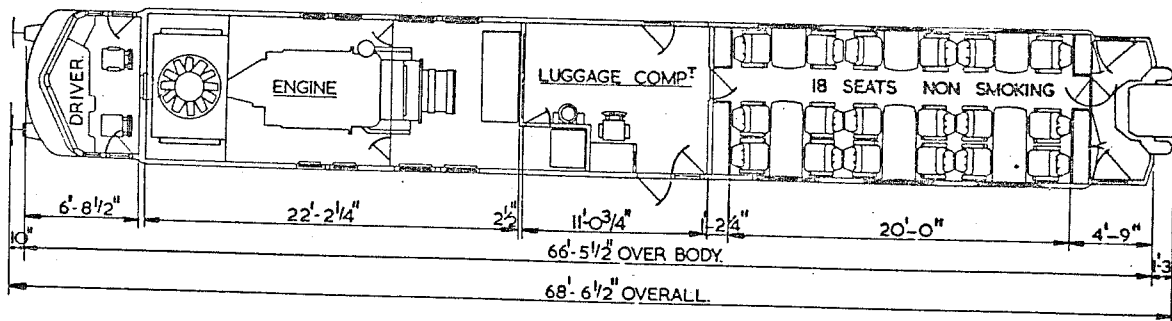 DRIVER.
ENGINE
LUGGAGE COMPT
18 SEATS NON SMOKING
6'-8½" 22'-2¼" 2½" 11'-0¾" 1'-2¼" 20'-0" 4'-9"
10" 66'-5½" OVER BODY. 1'-3
68'-6½" OVERALL.